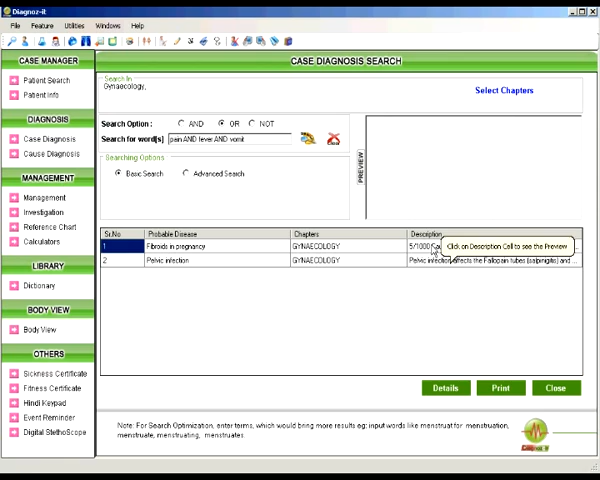 Diagnoz-it
File Feature Utilities Windows Help
CASE MANAGER
Patient Search
Patient Info
DIAGNOSIS
Case Diagnosis
Cause Diagnosis
MANAGEMENT
Management
Investigation
Reference Chart
Calculators
LIBRARY
Dictionary
BODY VIEW
Body View
OTHERS
Sickness Certificate
Fitness Certificate
Hindi Keypad
Event Reminder
Digital StethoScope
CASE DIAGNOSIS SEARCH
Search In
Gynaecology,
Select Chapters
Search Option: AND OR NOT
Search for word[s] pain AND fever AND vomit
Searching Options
Basic Search Advanced Search
PREVIEW
Sr.No Probable Disease Chapters Description
1 Fibroids in pregnancy GYNAECOLOGY 5/1000
Click on Description Cell to see the Preview
2 Pelvic infection GYNAECOLOGY Pelvic infection affects the Fallopain tubes (salpingitis) and ...
Details Print Close
Note: For Search Optimization, enter terms, which would bring more results eg: input words like menstruat for menstruation,
menstruate, menstruating, menstruates.
Diagnoz-it